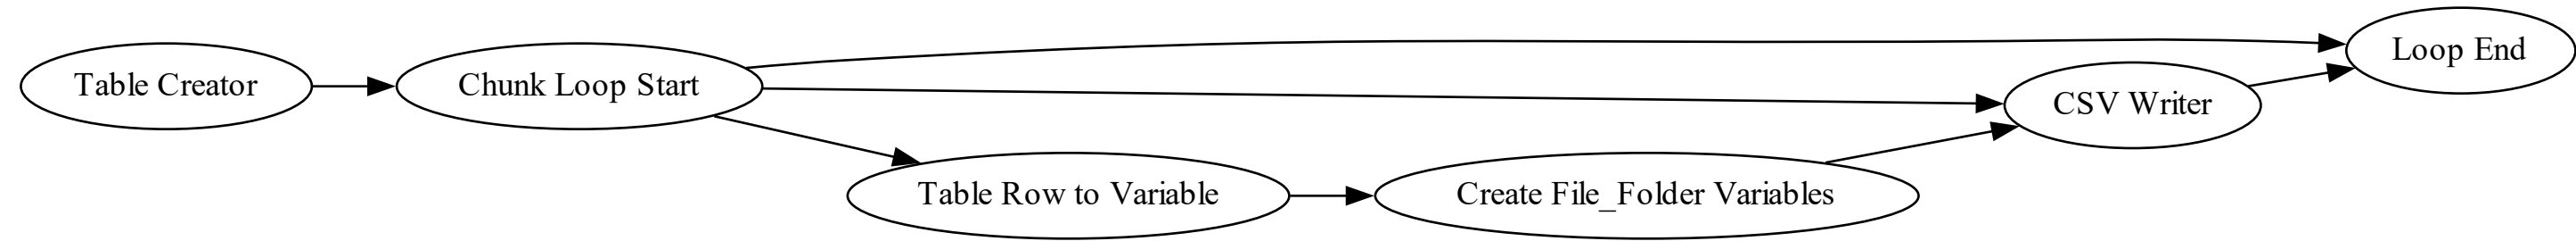 Table Creator
Chunk Loop Start
Table Row to Variable
Create File_Folder Variables
CSV Writer
Loop End